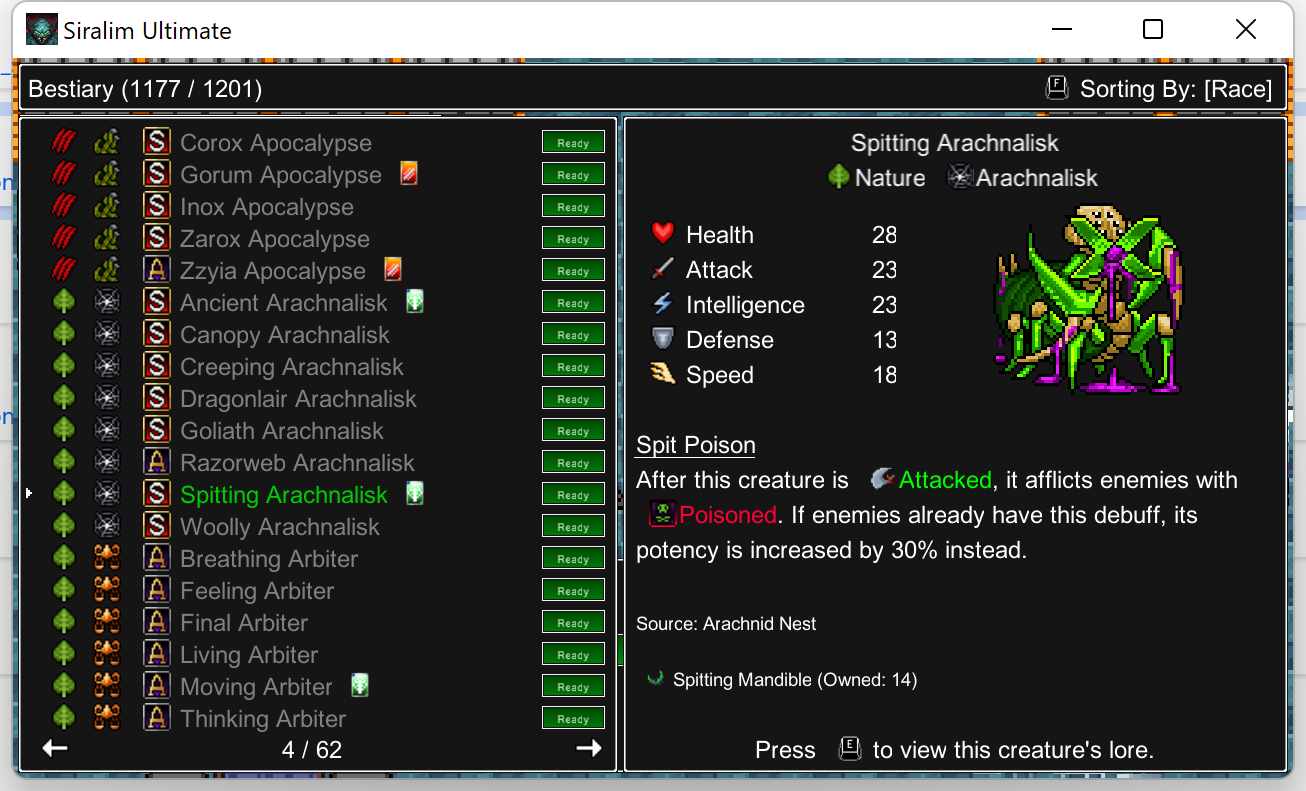 Siralim Ultimate
Bestiary (1177 / 1201)
F
Sorting By: [Race]
S Corox Apocalypse Ready
S Gorum Apocalypse Ready
S Inox Apocalypse Ready
S Zarox Apocalypse Ready
A Zzyia Apocalypse Ready
S Ancient Arachnalisk Ready
S Canopy Arachnalisk Ready
S Creeping Arachnalisk Ready
S Dragonlair Arachnalisk Ready
S Goliath Arachnalisk Ready
A Razorweb Arachnalisk Ready
S Spitting Arachnalisk Ready
S Woolly Arachnalisk Ready
A Breathing Arbiter Ready
A Feeling Arbiter Ready
A Final Arbiter Ready
A Living Arbiter Ready
A Moving Arbiter Ready
A Thinking Arbiter Ready
4 / 62
Spitting Arachnalisk
Nature Arachnalisk
Health 28
Attack 23
Intelligence 23
Defense 13
Speed 18
Spit Poison
After this creature is Attacked, it afflicts enemies with
Poisoned. If enemies already have this debuff, its
potency is increased by 30% instead.
Source: Arachnid Nest
Spitting Mandible (Owned: 14)
Press E to view this creature's lore.